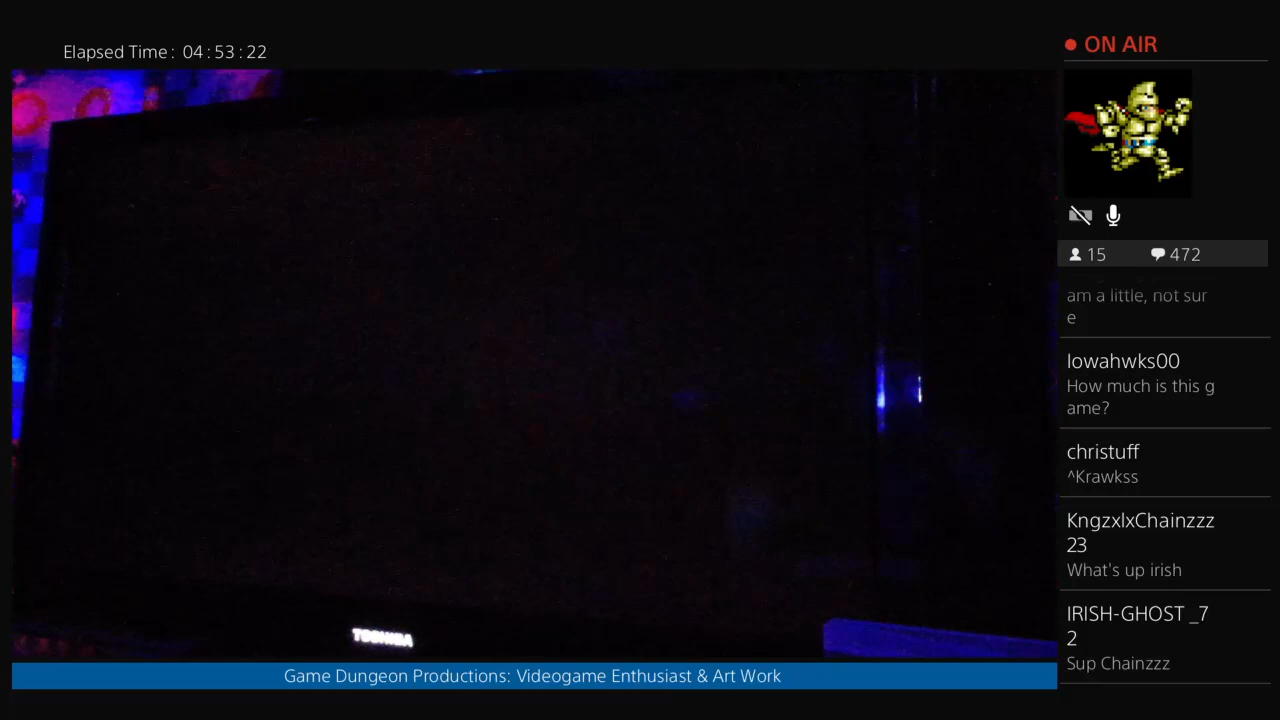 Elapsed Time: 04:53:22
ON AIR
15 472
am a little, not sur
e
Iowahwks00
How much is this g
ame?
christuff
^Krawkss
KngzxlxChainzzz
23
What's up irish
IRISH-GHOST _7
2
Sup Chainzzz
TOSHIBA
Game Dungeon Productions: Videogame Enthusiast & Art Work